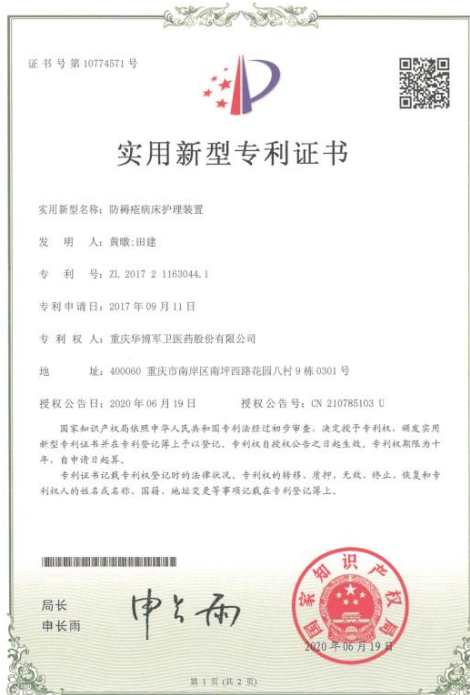 证书号第10774571号
实用新型专利证书
实用新型名称：防褥疮病床护理装置
发明人：黄暾;田建
专利号：ZL 2017 2 1163044.1
专利申请日：2017年09月11日
专利权人：重庆华博军卫医药股份有限公司
地址：400060 重庆市南岸区南坪西路花园八村9栋0301号
授权公告日：2020年06月19日 授权公告号：CN 210785103 U
国家知识产权局依照中华人民共和国专利法经过初步审查，决定授予专利权，颁发实用
新型专利证书并在专利登记簿上予以登记。专利权自授权公告之日起生效。专利权期限为十
年，自申请日起算。
专利证书记载专利权登记时的法律状况。专利权的转移、质押、无效、终止、恢复和专
利权人的姓名或名称、国籍、地址变更等事项记载在专利登记簿上。
局长
申长雨
申长雨
国家知识产权局
2020年06月19日
第 1 页 (共 2 页)